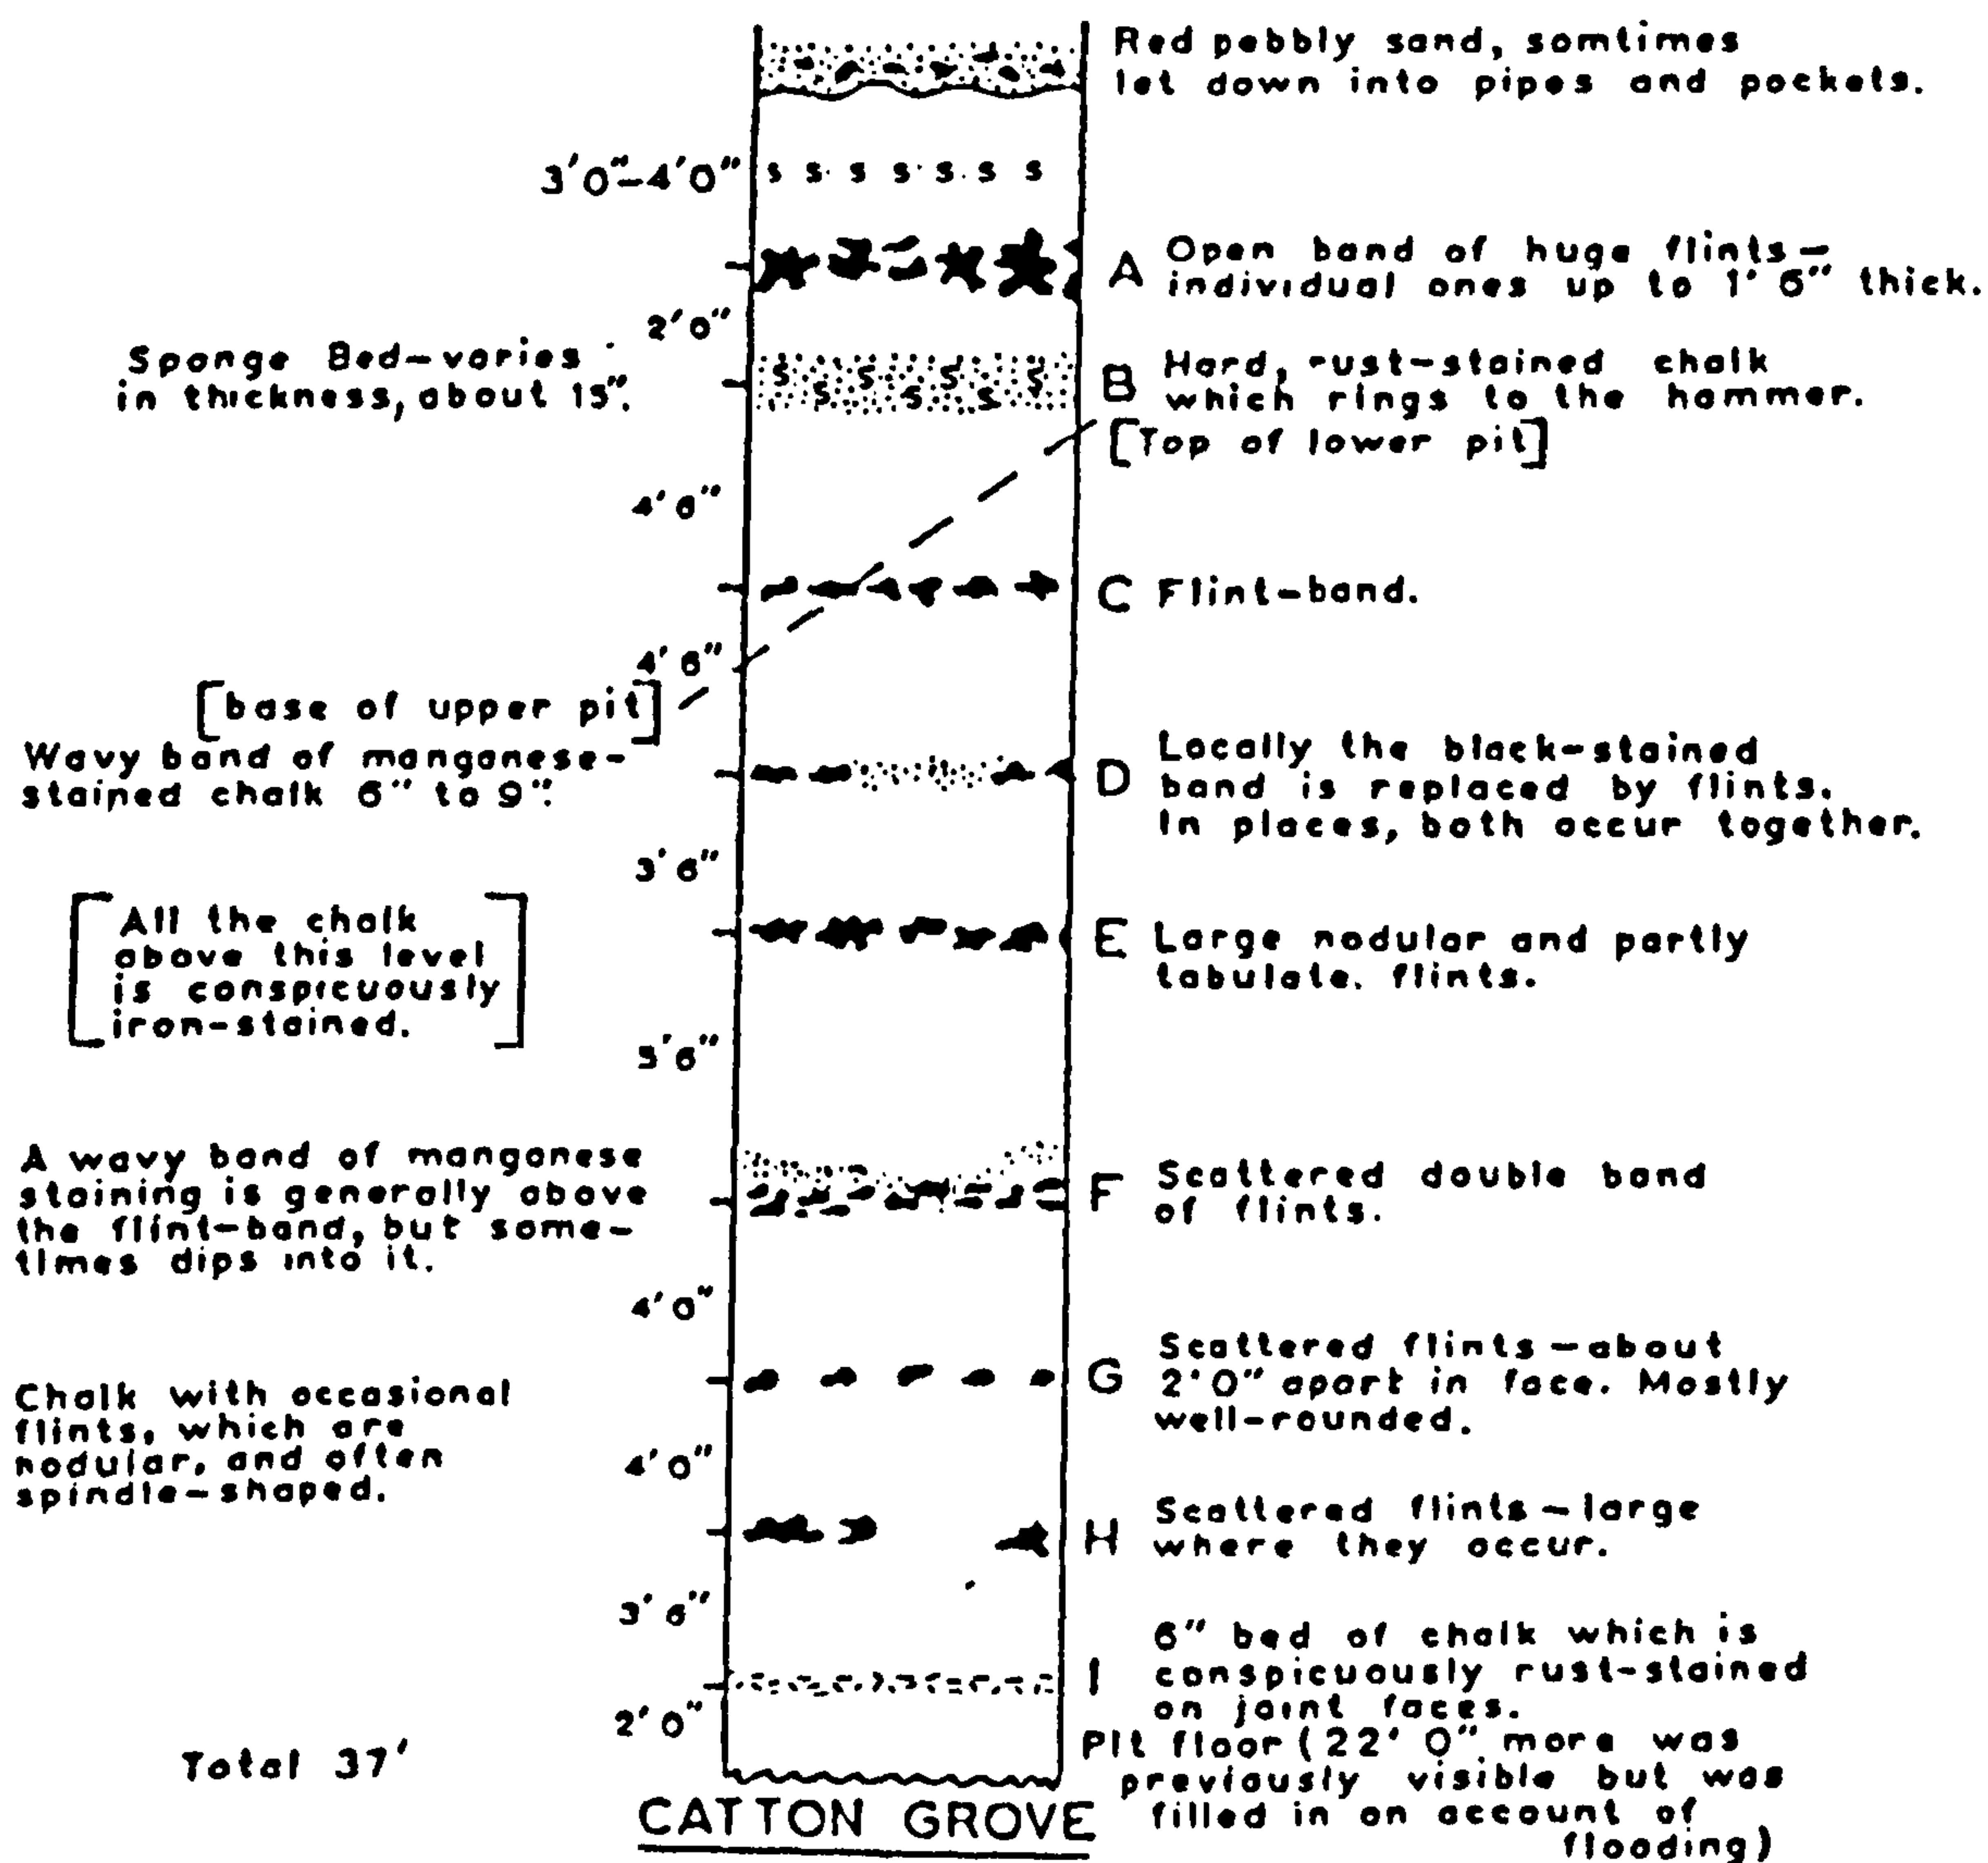 Red pebbly sand, somtimes
let down into pipes and pockets.
3'0"–4'0"
s s s s s s s
A Open band of huge flints –
individual ones up to 1' 6" thick.
2'0"
Sponge Bed – varies
in thickness, about 15".
s s s s s s s
B Hard, rust-stained chalk
which rings to the hammer.
[Top of lower pit]
4'6"
C Flint-band.
4'6"
[base of upper pit]
Wavy band of manganese-
stained chalk 6" to 9".
D Locally the black-stained
band is replaced by flints.
In places, both occur together.
3'6"
[All the chalk
above this level
is conspicuously
iron-stained.]
E Large nodular and partly
tabulate. flints.
5'6"
A wavy band of manganese
staining is generally above
the flint-band, but some-
times dips into it.
F Scattered double band
of flints.
4'0"
G Scattered flints – about
2'0" apart in face. Mostly
well-rounded.
Chalk with occasional
flints, which are
nodular, and often
spindle-shaped.
4'0"
H Scattered flints – large
where they occur.
3'6"
I 6" bed of chalk which is
conspicuously rust-stained
on joint faces.
2'0"
Pit floor (22' 0" more was
previously visible but was
filled in on account of
flooding)
Total 37'
CATTON GROVE